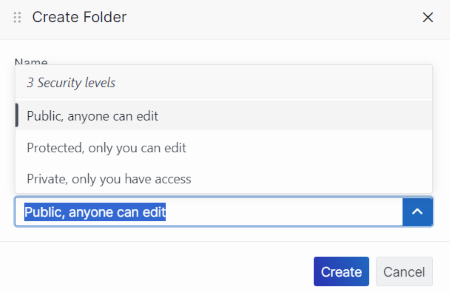 Create Folder
Name
3 Security levels
Public, anyone can edit
Protected, only you can edit
Private, only you have access
Public, anyone can edit
Create
Cancel